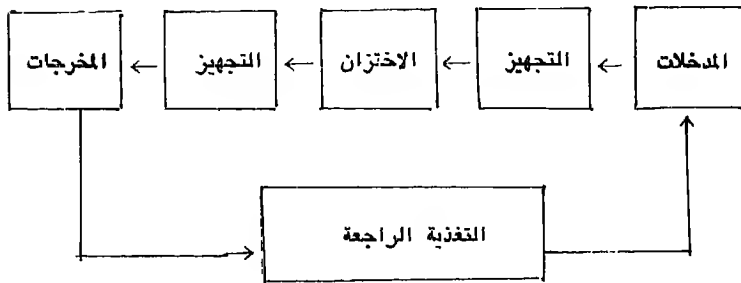 المدخلات
التجهيز
الاختزان
التجهيز
المخرجات
التغذية الراجعة